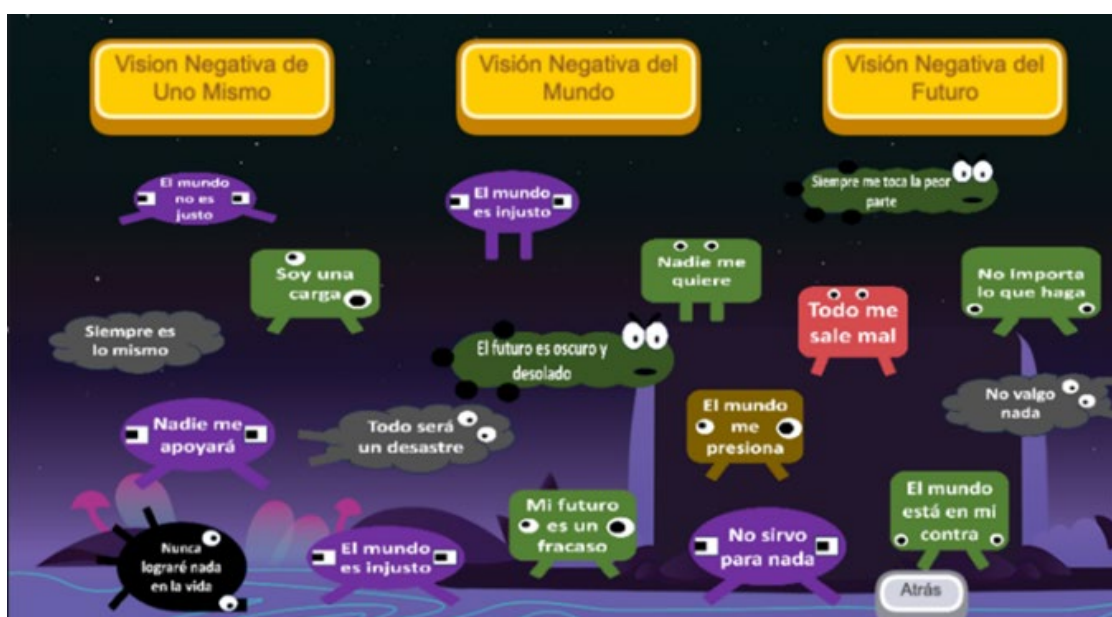 Vision Negativa de
Uno Mismo
Visión Negativa del
Mundo
Visión Negativa del
Futuro
El mundo
no es
justo
El mundo
es injusto
Siempre me toca la peor
parte
Soy una
carga
Nadie me
quiere
No importa
lo que haga
Siempre es
lo mismo
Todo me
sale mal
El futuro es oscuro y
desolado
No valgo
nada
Nadie me
apoyará
Todo será
un desastre
El mundo
me
presiona
Mi futuro
es un
fracaso
El mundo
está en mi
contra
Nunca
lograré nada
en la vida
El mundo
es injusto
No sirvo
para nada
Atrás